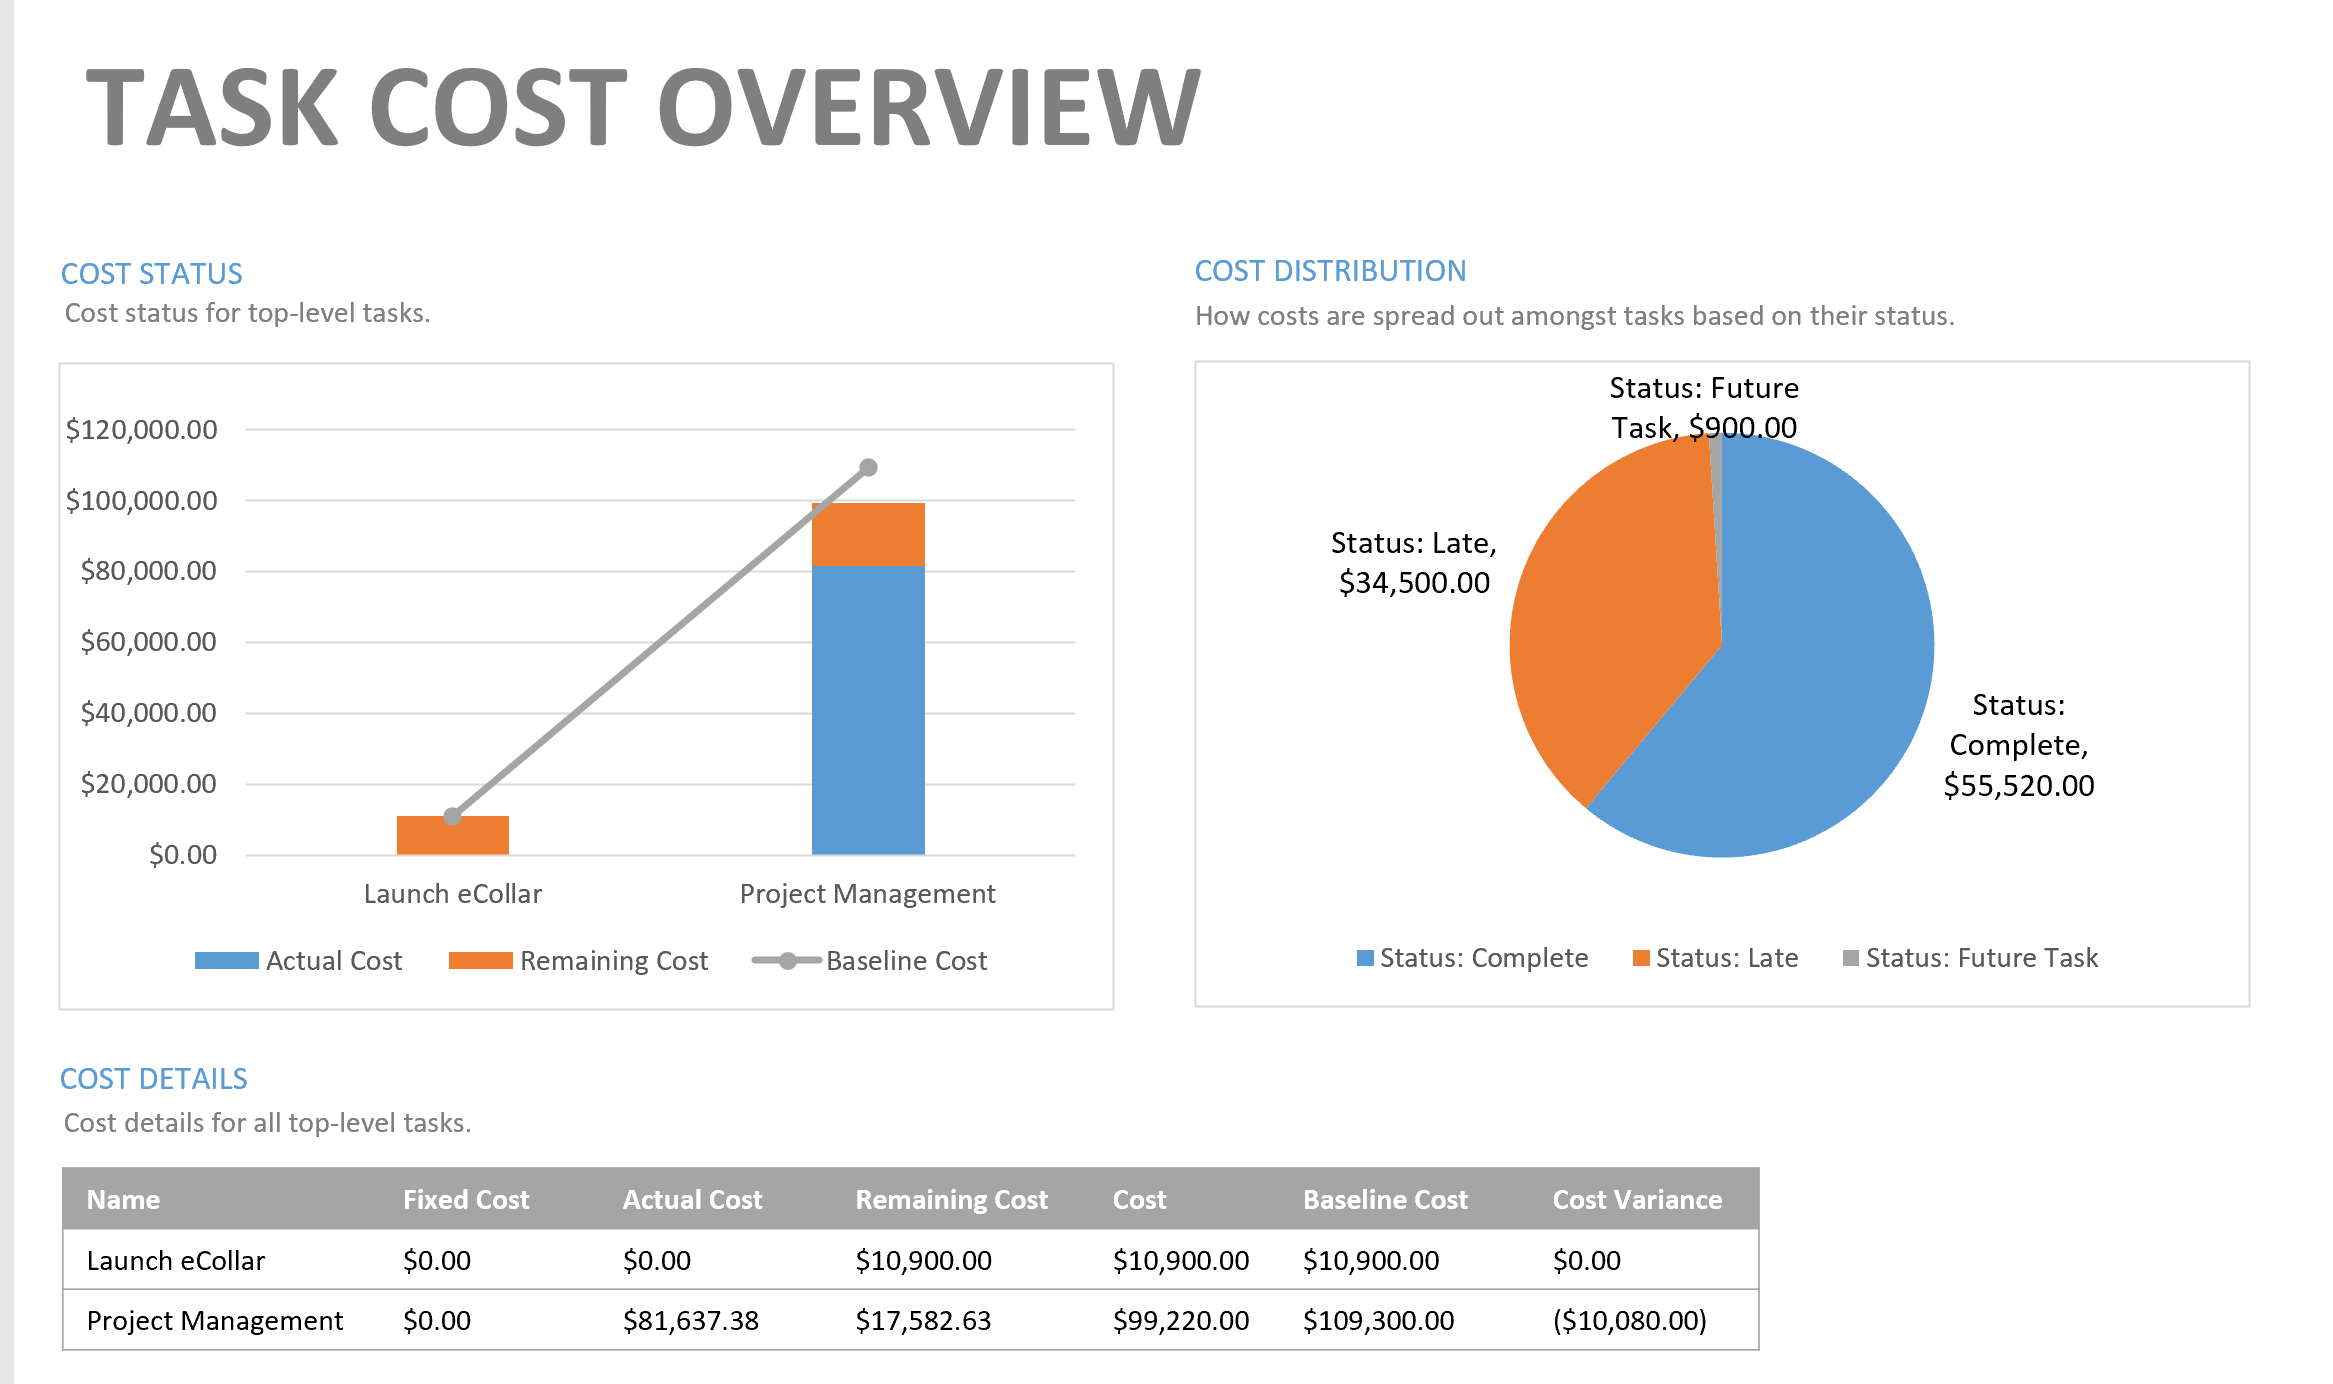 TASK COST OVERVIEW
COST STATUS
Cost status for top-level tasks.
$120,000.00
$100,000.00
$80,000.00
$60,000.00
$40,000.00
$20,000.00
$0.00
Launch eCollar
Project Management
Actual Cost
Remaining Cost
Baseline Cost
COST DISTRIBUTION
How costs are spread out amongst tasks based on their status.
Status: Future
Task, $900.00
Status: Late,
$34,500.00
Status:
Complete,
$55,520.00
Status: Complete
Status: Late
Status: Future Task
COST DETAILS
Cost details for all top-level tasks.
Name Fixed Cost Actual Cost Remaining Cost Cost Baseline Cost Cost Variance
Launch eCollar $0.00 $0.00 $10,900.00 $10,900.00 $10,900.00 $0.00
Project Management $0.00 $81,637.38 $17,582.63 $99,220.00 $109,300.00 ($10,080.00)